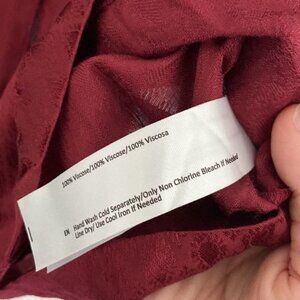 100% Viscose/100% Viscose/100% Viscosa
EN Hand Wash Cold Separately/Only Non Chlorine Bleach If Needed
Line Dry/ Use Cool Iron If Needed